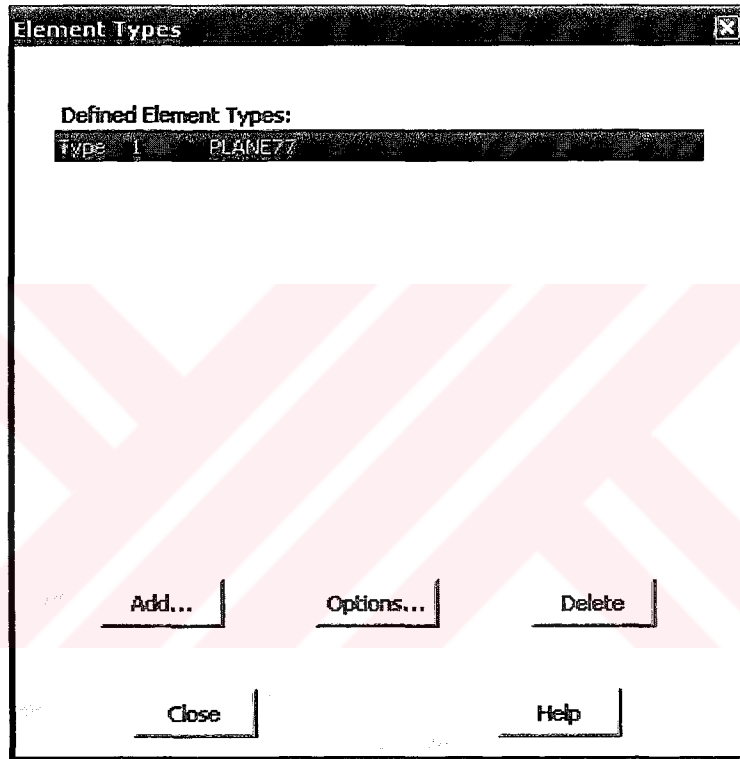 Element Types
Defined Element Types:
Type 1 PLANE77
Add... Options... Delete
Close Help